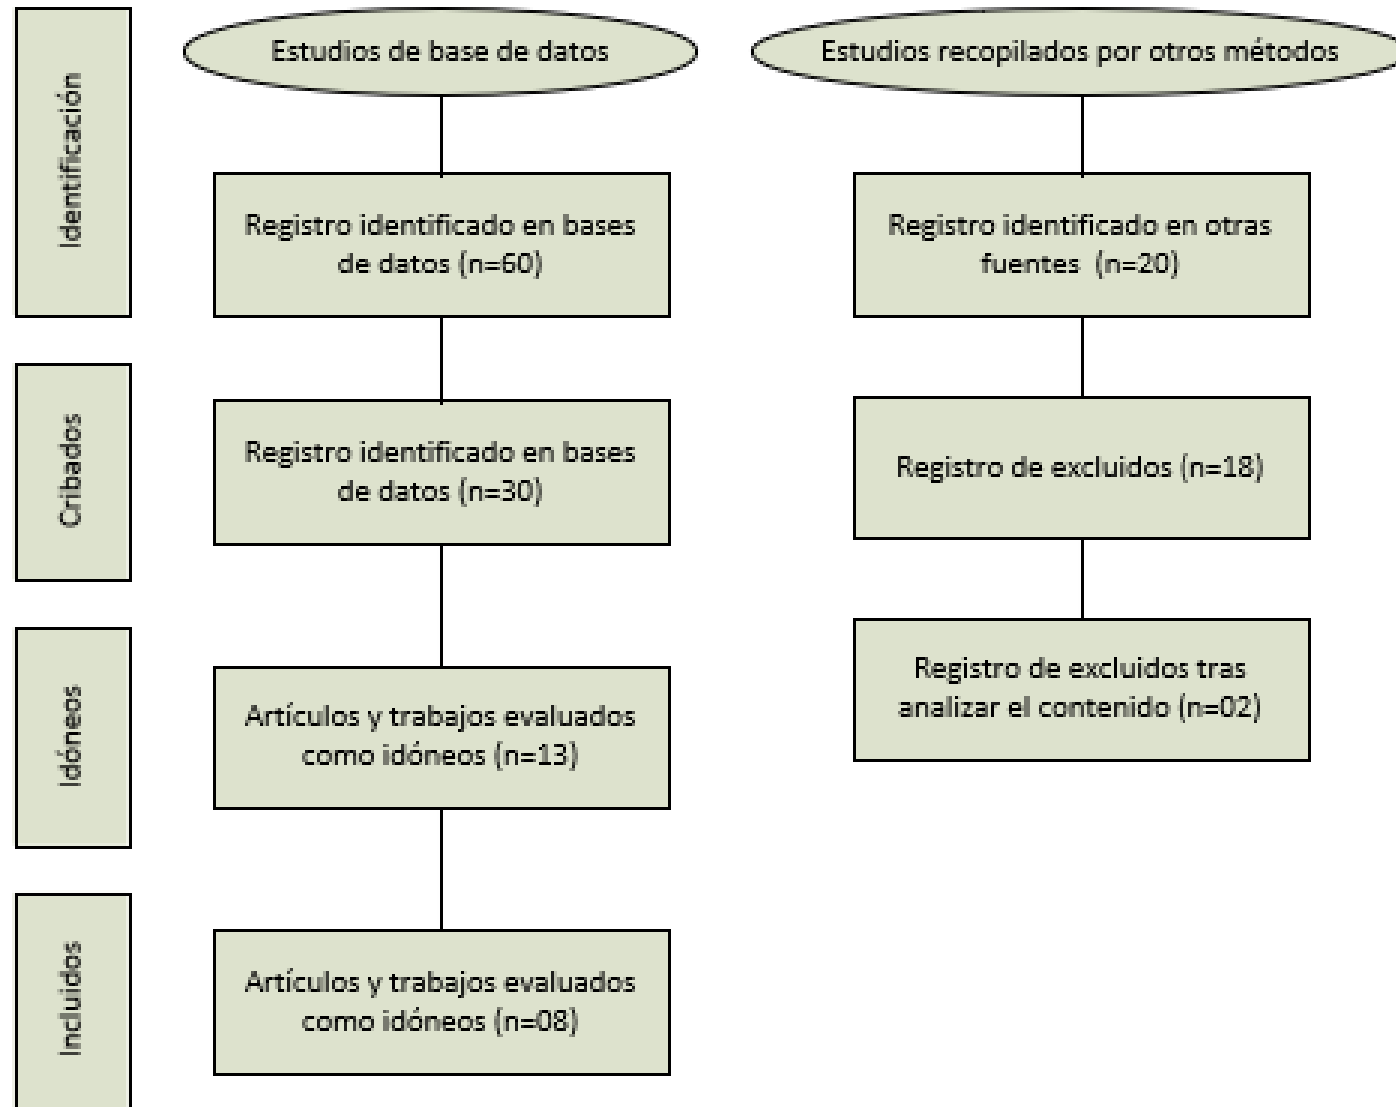 Identificación
Estudios de base de datos
Estudios recopilados por otros métodos
Registro identificado en bases
de datos (n=60)
Registro identificado en otras
fuentes (n=20)
Cribados
Registro identificado en bases
de datos (n=30)
Registro de excluidos (n=18)
Idóneos
Artículos y trabajos evaluados
como idóneos (n=13)
Registro de excluidos tras
analizar el contenido (n=02)
Incluidos
Artículos y trabajos evaluados
como idóneos (n=08)